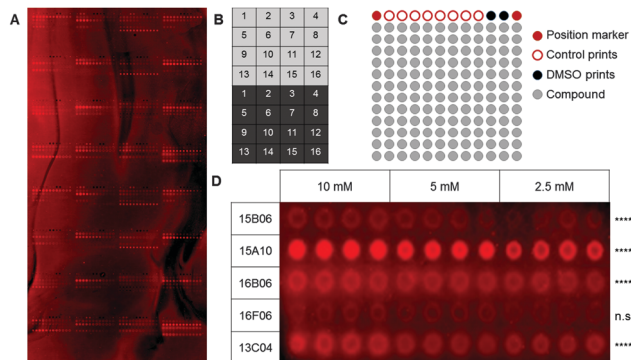 A
B
1 2 3 4
5 6 7 8
9 10 11 12
13 14 15 16
1 2 3 4
5 6 7 8
9 10 11 12
13 14 15 16
C
Position marker
Control prints
DMSO prints
Compound
D
10 mM 5 mM 2.5 mM
15B06 ****
15A10 ****
16B06 ****
16F06 n.s
13C04 ****